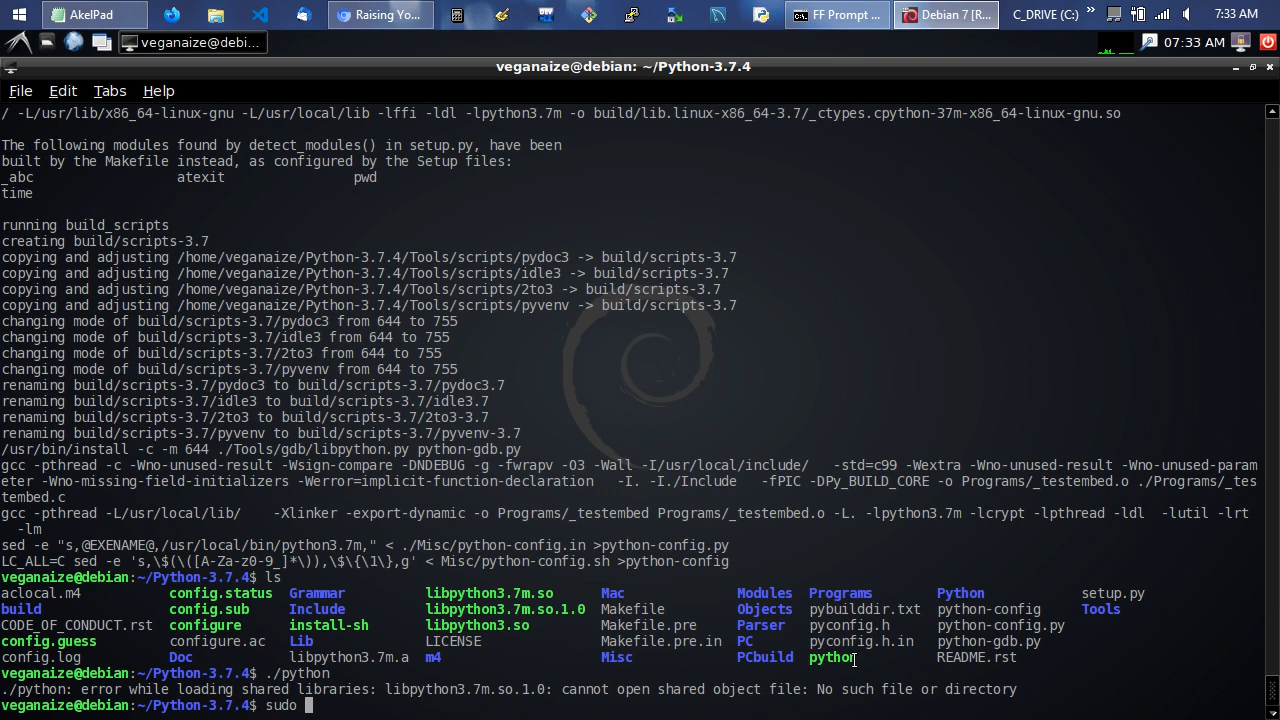 AkelPad
Raising Yo...
FF Prompt ...
Debian 7 [R...
C_DRIVE (C:)
»
7:33 AM
veganaize@debi...
07:33 AM
veganaize@debian: ~/Python-3.7.4
File Edit Tabs Help
/ -L/usr/lib/x86_64-linux-gnu -L/usr/local/lib -lffi -ldl -lpython3.7m -o build/lib.linux-x86_64-3.7/_ctypes.cpython-37m-x86_64-linux-gnu.so
The following modules found by detect_modules() in setup.py, have been
built by the Makefile instead, as configured by the Setup files:
_abc atexit pwd
time
running build_scripts
creating build/scripts-3.7
copying and adjusting /home/veganaize/Python-3.7.4/Tools/scripts/pydoc3 -> build/scripts-3.7
copying and adjusting /home/veganaize/Python-3.7.4/Tools/scripts/idle3 -> build/scripts-3.7
copying and adjusting /home/veganaize/Python-3.7.4/Tools/scripts/2to3 -> build/scripts-3.7
copying and adjusting /home/veganaize/Python-3.7.4/Tools/scripts/pyvenv -> build/scripts-3.7
changing mode of build/scripts-3.7/pydoc3 from 644 to 755
changing mode of build/scripts-3.7/idle3 from 644 to 755
changing mode of build/scripts-3.7/2to3 from 644 to 755
changing mode of build/scripts-3.7/pyvenv from 644 to 755
renaming build/scripts-3.7/pydoc3 to build/scripts-3.7/pydoc3.7
renaming build/scripts-3.7/idle3 to build/scripts-3.7/idle3.7
renaming build/scripts-3.7/2to3 to build/scripts-3.7/2to3-3.7
renaming build/scripts-3.7/pyvenv to build/scripts-3.7/pyvenv-3.7
/usr/bin/install -c -m 644 ./Tools/gdb/libpython.py python-gdb.py
gcc -pthread -c -Wno-unused-result -Wsign-compare -DNDEBUG -g -fwrapv -O3 -Wall -I/usr/local/include/ -std=c99 -Wextra -Wno-unused-result -Wno-unused-param
eter -Wno-missing-field-initializers -Werror=implicit-function-declaration -I. -I./Include -fPIC -DPy_BUILD_CORE -o Programs/_testembed.o ./Programs/_tes
tembed.c
gcc -pthread -L/usr/local/lib/ -Xlinker -export-dynamic -o Programs/_testembed Programs/_testembed.o -L. -lpython3.7m -lcrypt -lpthread -ldl -lutil -lrt
-lm
sed -e "s,@EXENAME@,/usr/local/bin/python3.7m," < ./Misc/python-config.in >python-config.py
LC_ALL=C sed -e 's,\$(\([A-Za-z0-9_]*\)),\$\{\1\},g' < Misc/python-config.sh >python-config
veganaize@debian:~/Python-3.7.4$ ls
aclocal.m4 config.status Grammar libpython3.7m.so Mac Modules Programs Python setup.py
build config.sub Include libpython3.7m.so.1.0 Makefile Objects pybuilddir.txt python-config Tools
CODE_OF_CONDUCT.rst configure install-sh libpython3.so Makefile.pre Parser pyconfig.h python-config.py
config.guess configure.ac Lib LICENSE Makefile.pre.in PC pyconfig.h.in python-gdb.py
config.log Doc libpython3.7m.a m4 Misc PCbuild python README.rst
veganaize@debian:~/Python-3.7.4$ ./python
./python: error while loading shared libraries: libpython3.7m.so.1.0: cannot open shared object file: No such file or directory
veganaize@debian:~/Python-3.7.4$ sudo